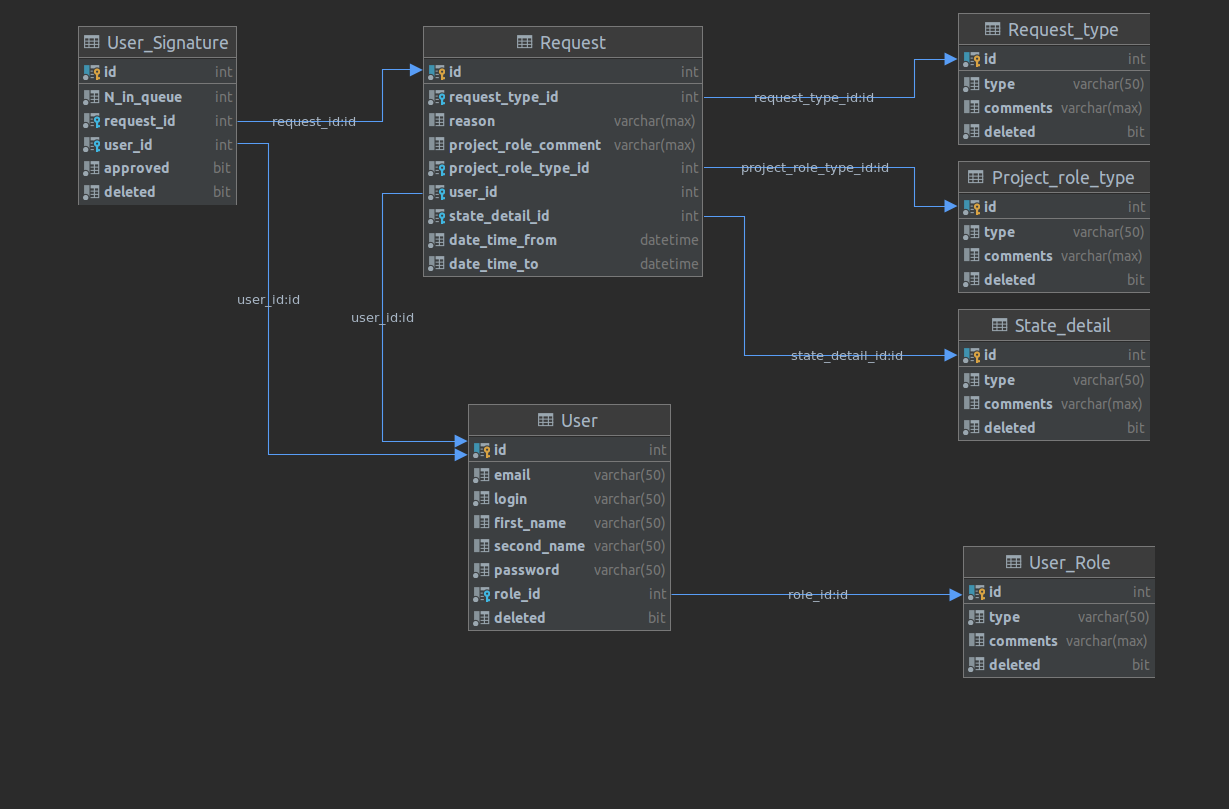 User_Signature
id int
N_in_queue int
request_id int
user_id int
approved bit
deleted bit
request_id:id
user_id:id
Request
id int
request_type_id int
reason varchar(max)
project_role_comment varchar(max)
project_role_type_id int
user_id int
state_detail_id int
date_time_from datetime
date_time_to datetime
user_id:id
request_type_id:id
project_role_type_id:id
state_detail_id:id
Request_type
id int
type varchar(50)
comments varchar(max)
deleted bit
Project_role_type
id int
type varchar(50)
comments varchar(max)
deleted bit
State_detail
id int
type varchar(50)
comments varchar(max)
deleted bit
User
id int
email varchar(50)
login varchar(50)
first_name varchar(50)
second_name varchar(50)
password varchar(50)
role_id int
deleted bit
role_id:id
User_Role
id int
type varchar(50)
comments varchar(max)
deleted bit